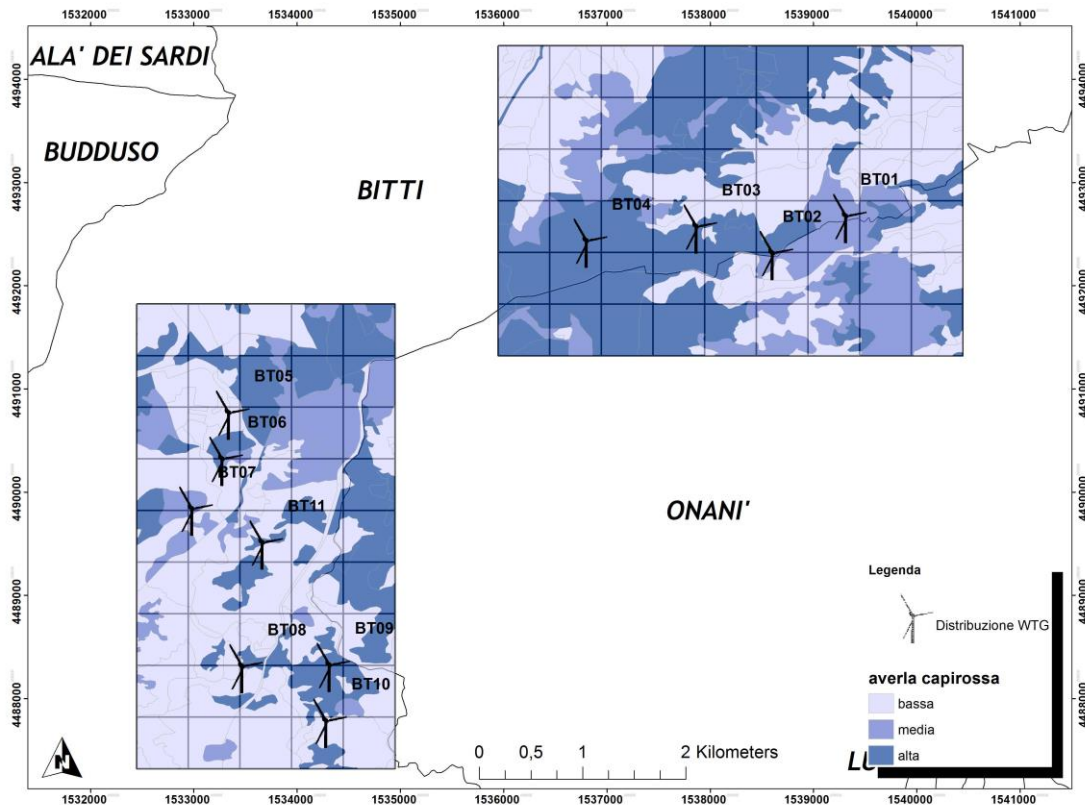 1532000 1533000 1534000 1535000 1536000 1537000 1538000 1539000 1540000 1541000
ALA' DEI SARDI
4494000 4494000
BUDDUSO
BITTI
4493000 4493000
BT01
BT03
BT04
BT02
4492000 4492000
4491000 4491000
BT05
BT06
BT07
4490000 4490000
BT11
ONANI'
4489000 4489000
Legenda
Distribuzione WTG
BT08
BT09
BT10
averla capirossa
bassa
media
alta
4488000 4488000
N
0 0,5 1 2 Kilometers
LU
1532000 1533000 1534000 1535000 1536000 1537000 1538000 1539000 1540000 1541000